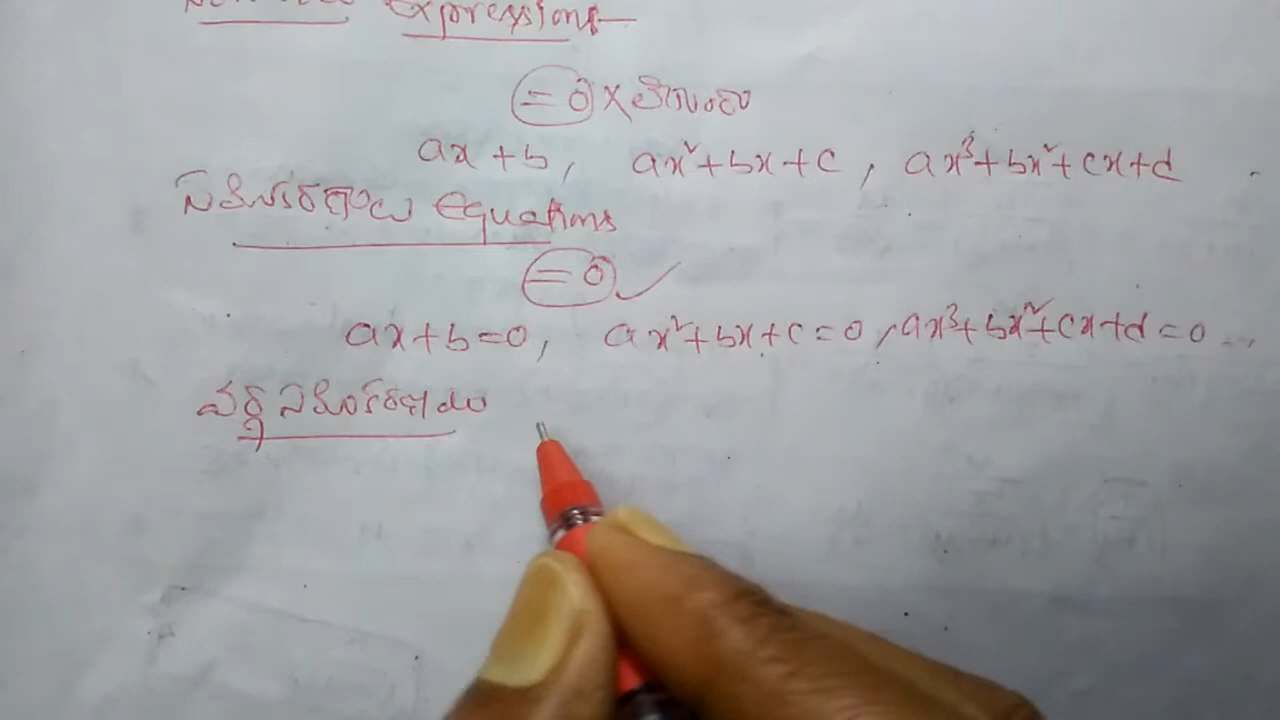 expressions
=0 ×
ax+b, ax²+bx+c, ax³+bx²+cx+d
సమీకరణాలు equations
=0 ✓
ax+b=0, ax²+bx+c=0, ax³+bx²+cx+d=0 ...
వర్గ సమీకరణాలు